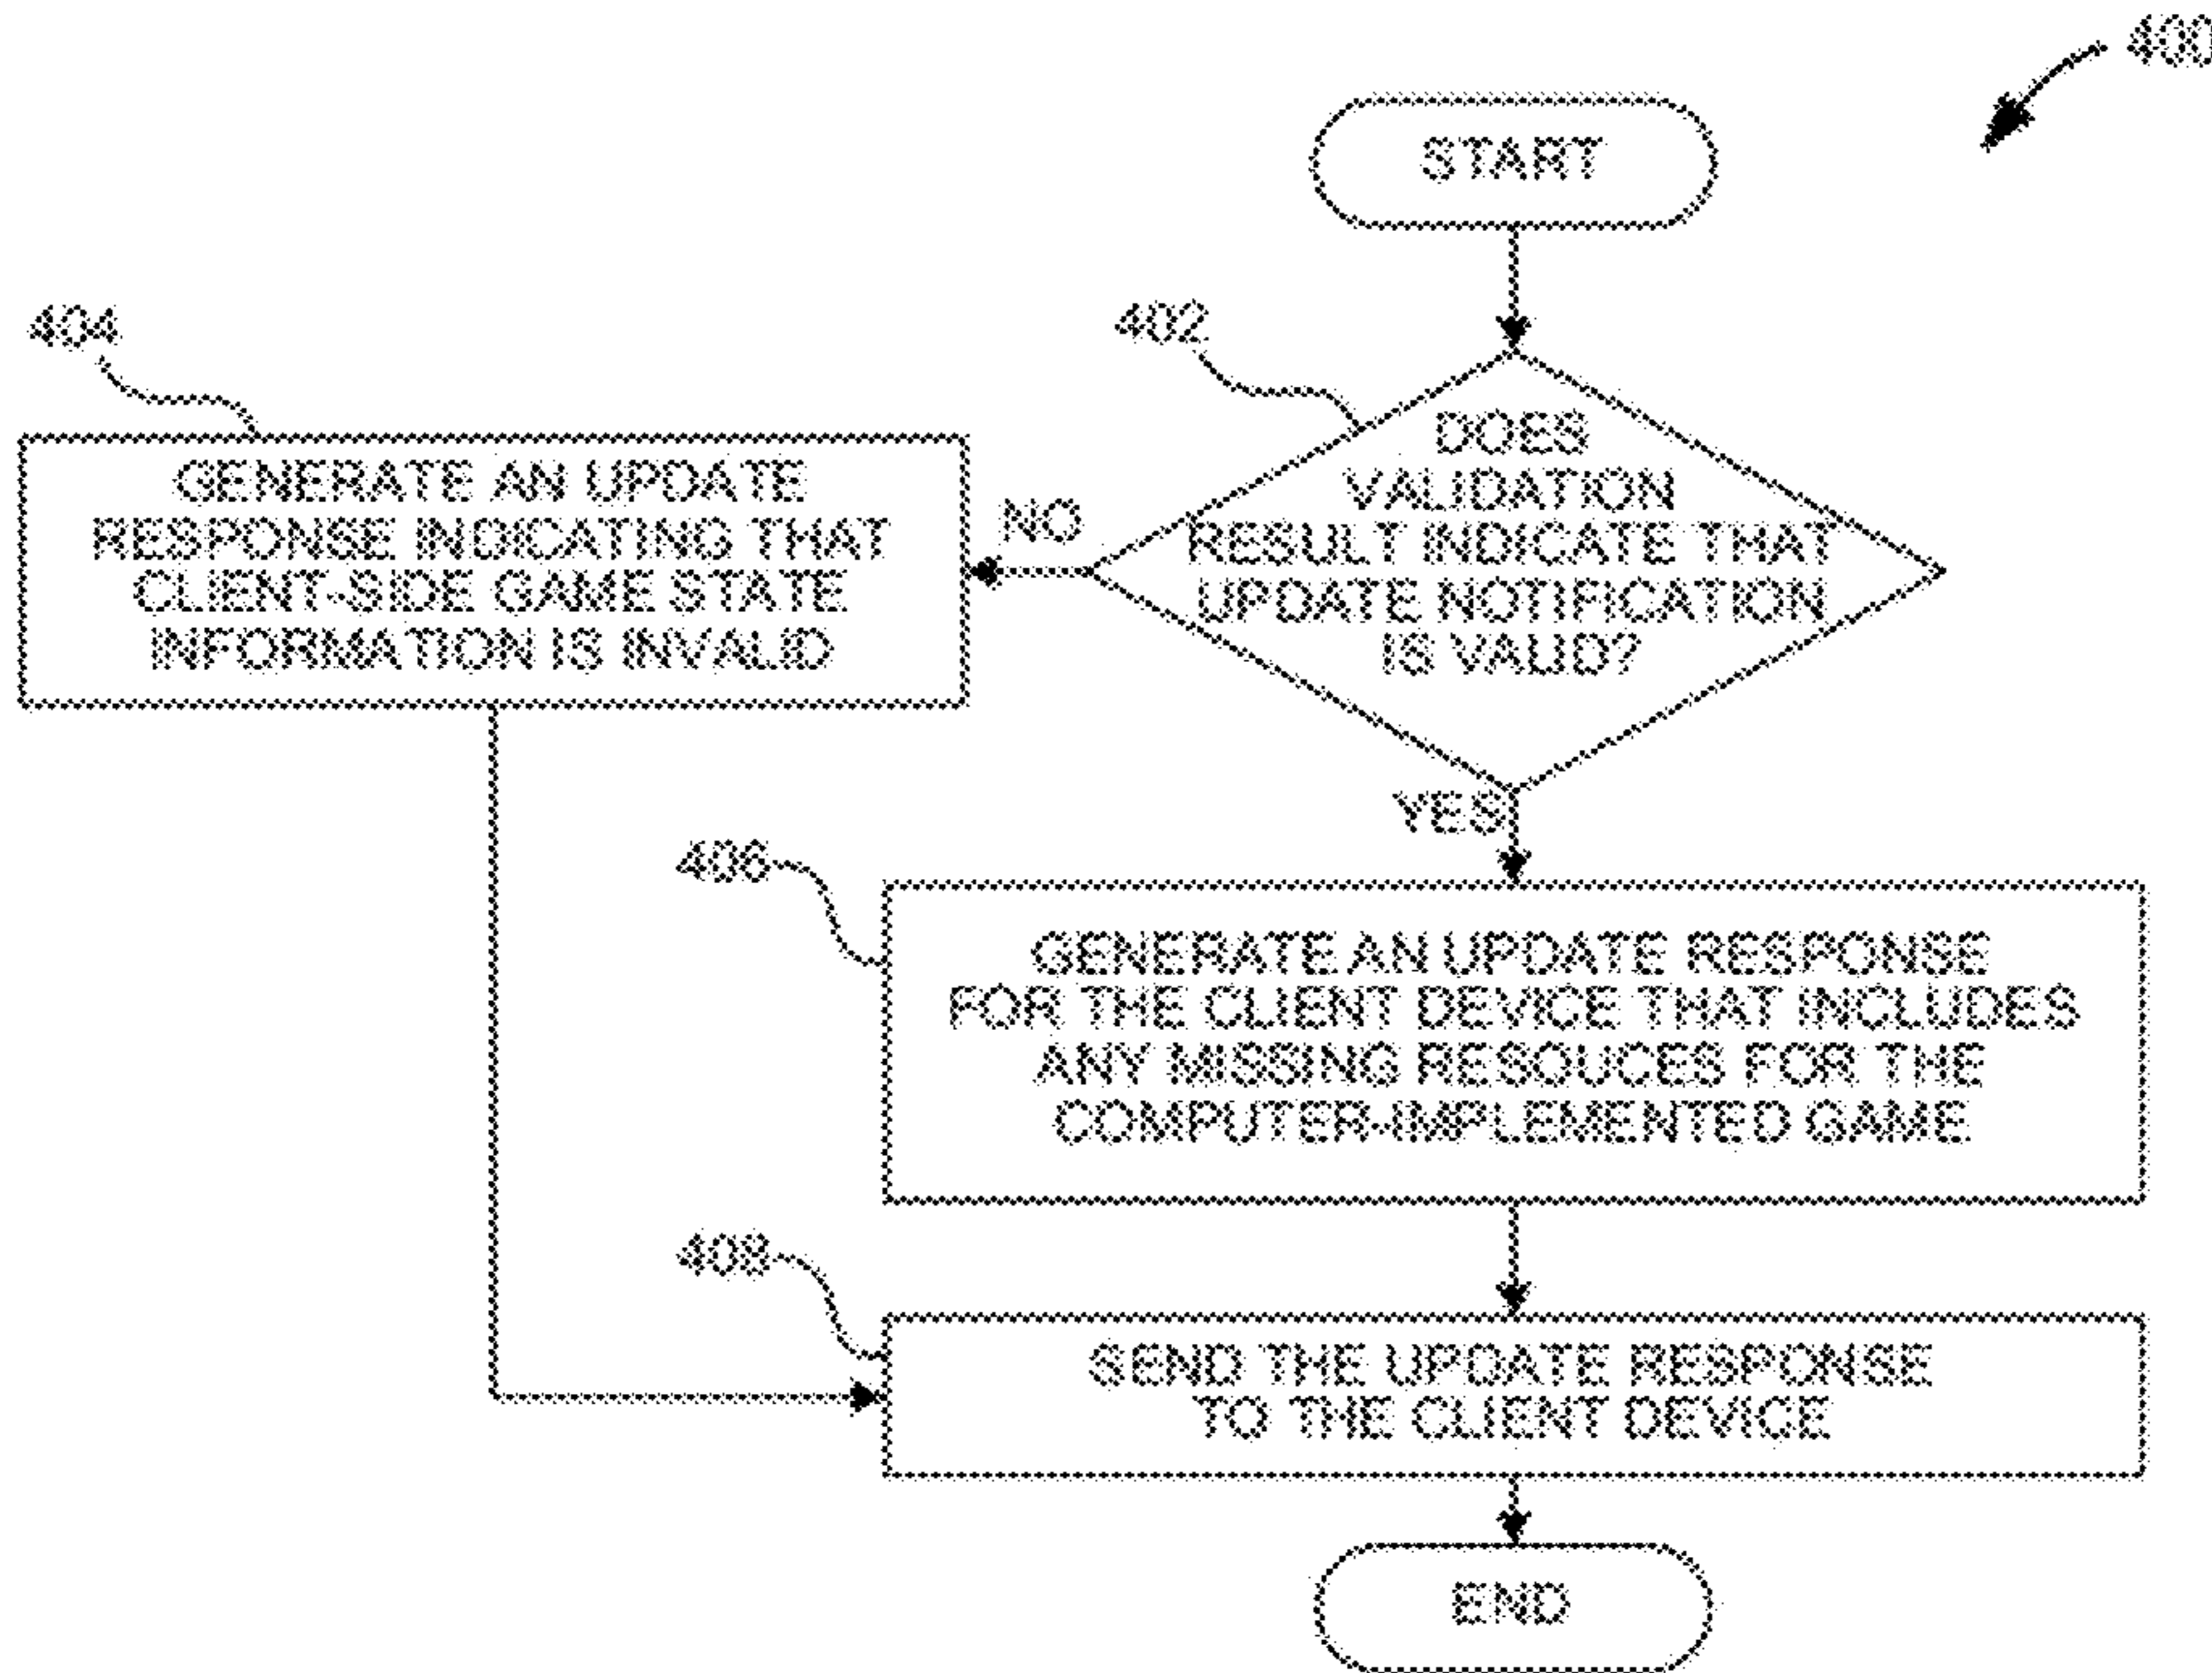 400
START
402
DOES
VALIDATION
RESULT INDICATE THAT
UPDATE NOTIFICATION
IS VALID?
NO
404
GENERATE AN UPDATE
RESPONSE INDICATING THAT
CLIENT-SIDE GAME STATE
INFORMATION IS INVALID
YES
406
GENERATE AN UPDATE RESPONSE
FOR THE CLIENT DEVICE THAT INCLUDES
ANY MISSING RESOUCES FOR THE
COMPUTER-IMPLEMENTED GAME
408
SEND THE UPDATE RESPONSE
TO THE CLIENT DEVICE
END